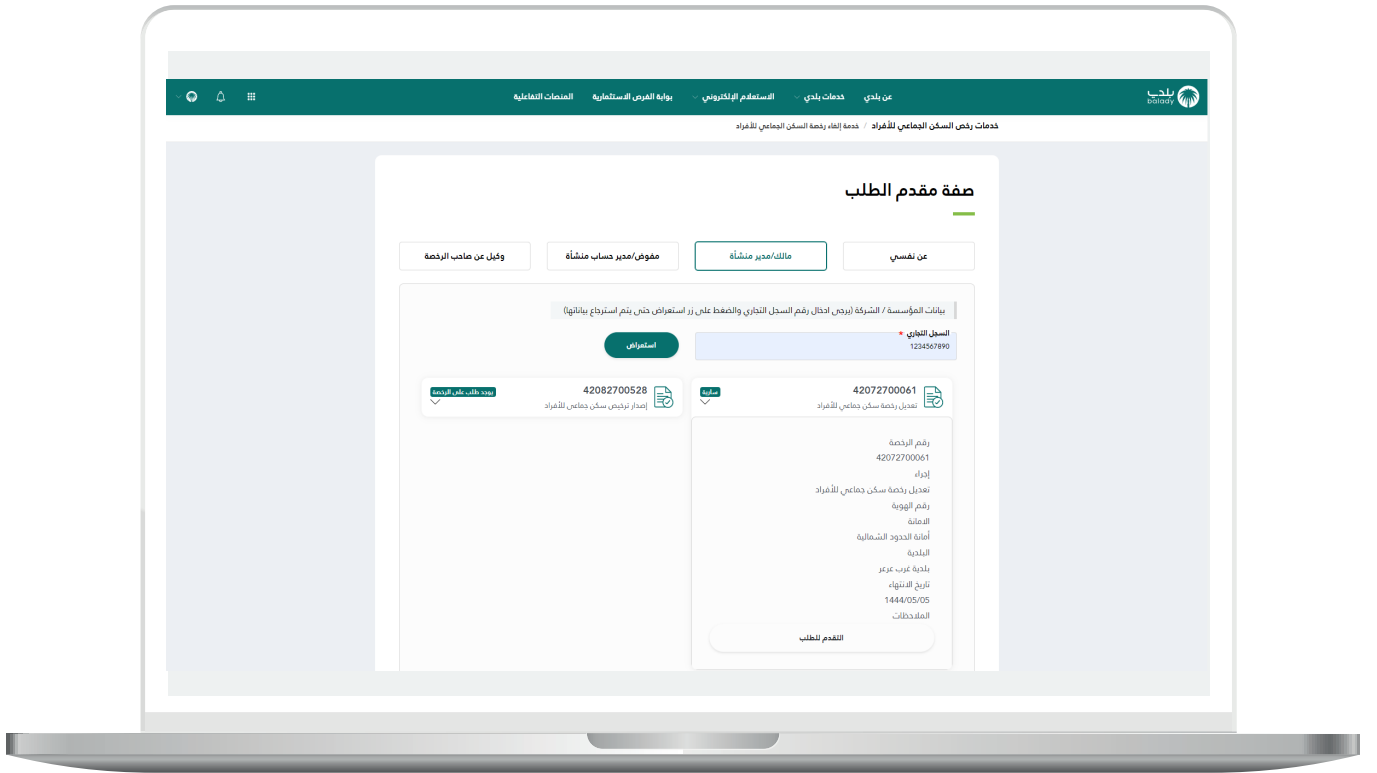 بلدي
balady
عن بلدي
خدمات بلدي
الاستعلام الإلكتروني
بوابة الفرص الاستثمارية
المنصات التفاعلية
خدمات رخص السكن الجماعي للأفراد / خدمة إلغاء رخصة السكن الجماعي للأفراد
صفة مقدم الطلب
عن نفسي
مالك/مدير منشأة
مفوض/مدير حساب منشأة
وكيل عن صاحب الرخصة
بيانات المؤسسة / الشركة (يرجى ادخال رقم السجل التجاري والضغط على زر استعراض حتى يتم استرجاع بياناتها)
السجل التجاري *
1234567890
استعراض
42072700061
سارية
تعديل رخصة سكن جماعي للأفراد
42082700528
يوجد طلب على الرخصة
إصدار ترخيص سكن جماعي للأفراد
رقم الرخصة
42072700061
إجراء
تعديل رخصة سكن جماعي للأفراد
رقم الهوية
الامانة
أمانة الحدود الشمالية
البلدية
بلدية غرب عرعر
تاريخ الانتهاء
1444/05/05
الملاحظات
التقدم للطلب